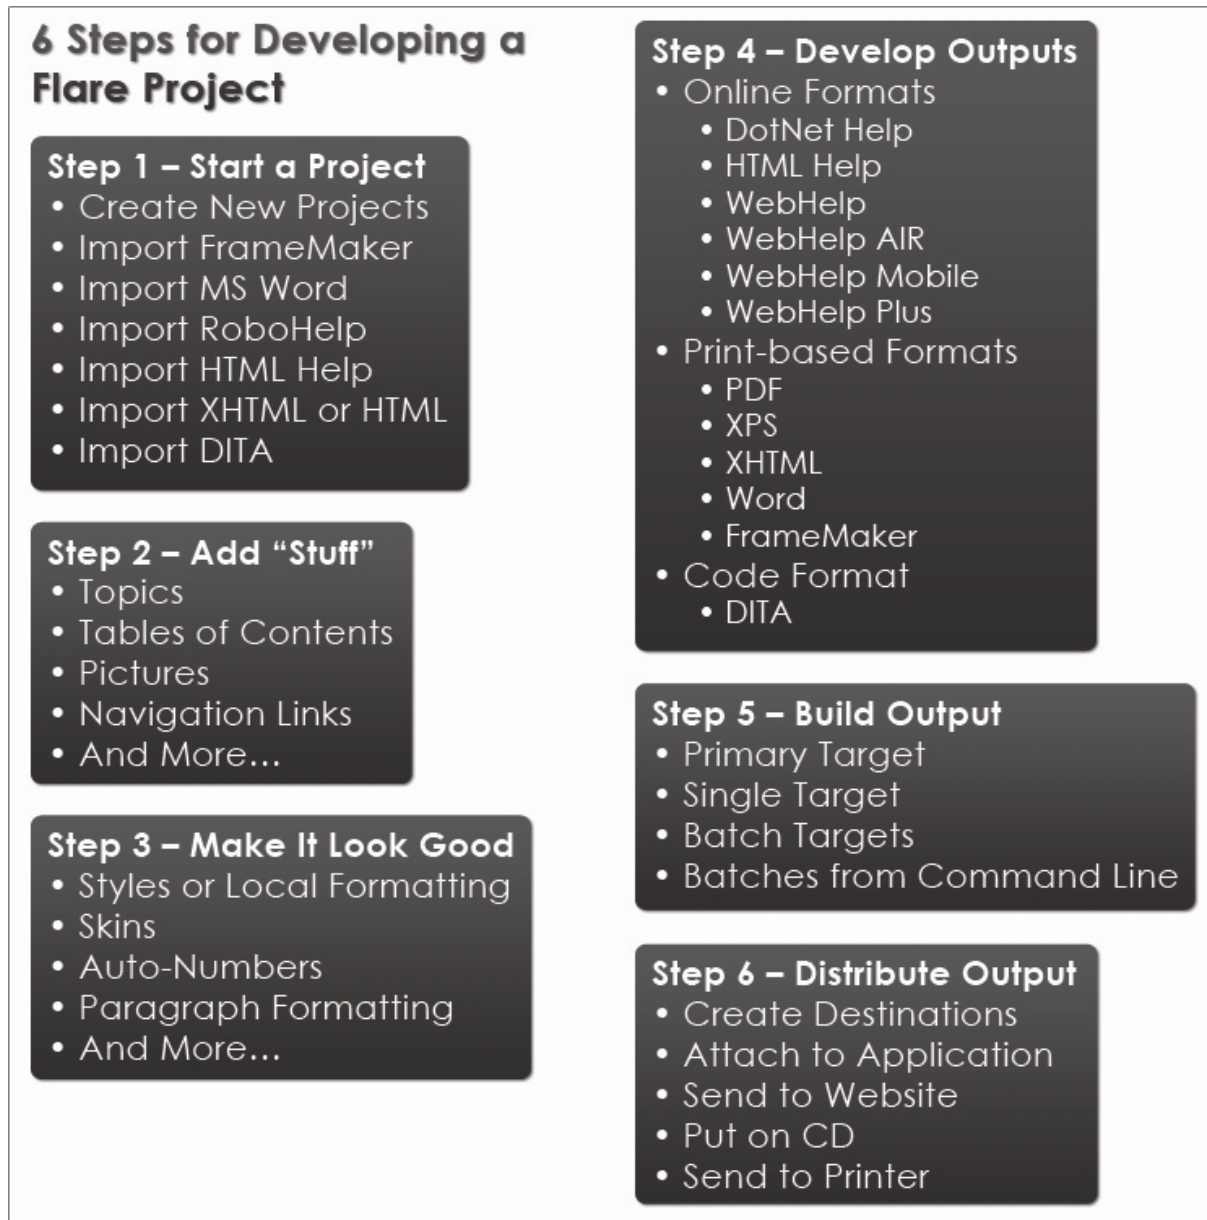 6 Steps for Developing a
Flare Project
Step 1 – Start a Project
• Create New Projects
• Import FrameMaker
• Import MS Word
• Import RoboHelp
• Import HTML Help
• Import XHTML or HTML
• Import DITA
Step 2 – Add “Stuff”
• Topics
• Tables of Contents
• Pictures
• Navigation Links
• And More...
Step 3 – Make It Look Good
• Styles or Local Formatting
• Skins
• Auto-Numbers
• Paragraph Formatting
• And More...
Step 4 – Develop Outputs
• Online Formats
• DotNet Help
• HTML Help
• WebHelp
• WebHelp AIR
• WebHelp Mobile
• WebHelp Plus
• Print-based Formats
• PDF
• XPS
• XHTML
• Word
• FrameMaker
• Code Format
• DITA
Step 5 – Build Output
• Primary Target
• Single Target
• Batch Targets
• Batches from Command Line
Step 6 – Distribute Output
• Create Destinations
• Attach to Application
• Send to Website
• Put on CD
• Send to Printer